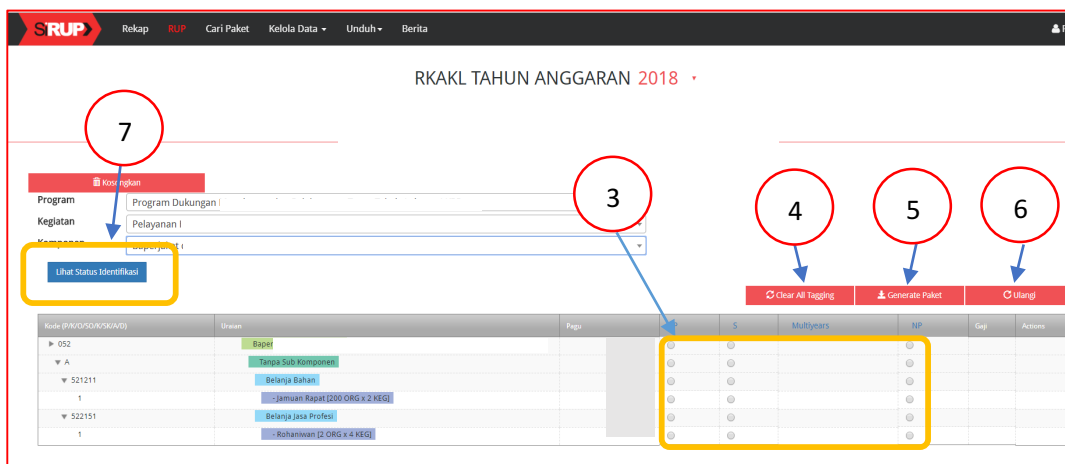 SiRUP Rekap RUP Cari Paket Kelola Data Unduh Berita
RKAKL TAHUN ANGGARAN 2018
7
Kosongkan
3
4
5
6
Program Program Dukungan
Kegiatan Pelayanan
Lihat Status Identifikasi
Clear All Tagging Generate Paket Ulangi
Kode (P/K/O/SO/K/SK/A/D) Uraian Pagu P S Multiyears NP Gaji Actions
052 Baper
A Tanpa Sub Komponen
521211 Belanja Bahan
1 - Jamuan Rapat [200 ORG x 2 KEG]
522151 Belanja Jasa Profesi
1 - Rohaniwan [2 ORG x 4 KEG]